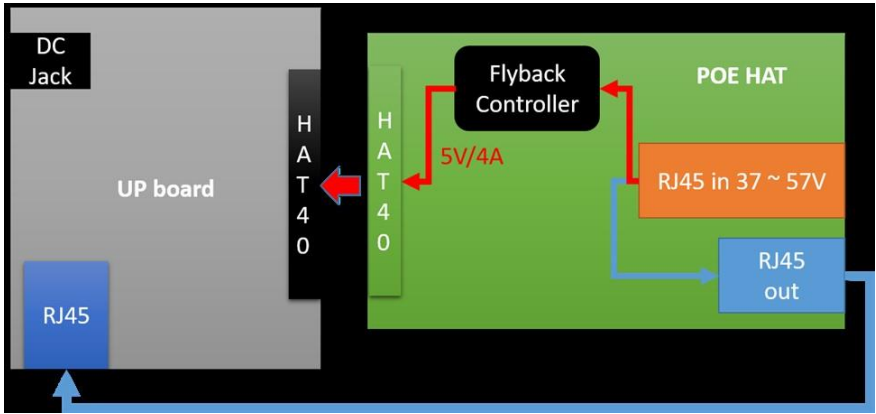 DC
Jack
UP board
H
A
T
4
0
RJ45
H
A
T
4
0
5V/4A
Flyback
Controller
POE HAT
RJ45 in 37 ~ 57V
RJ45
out